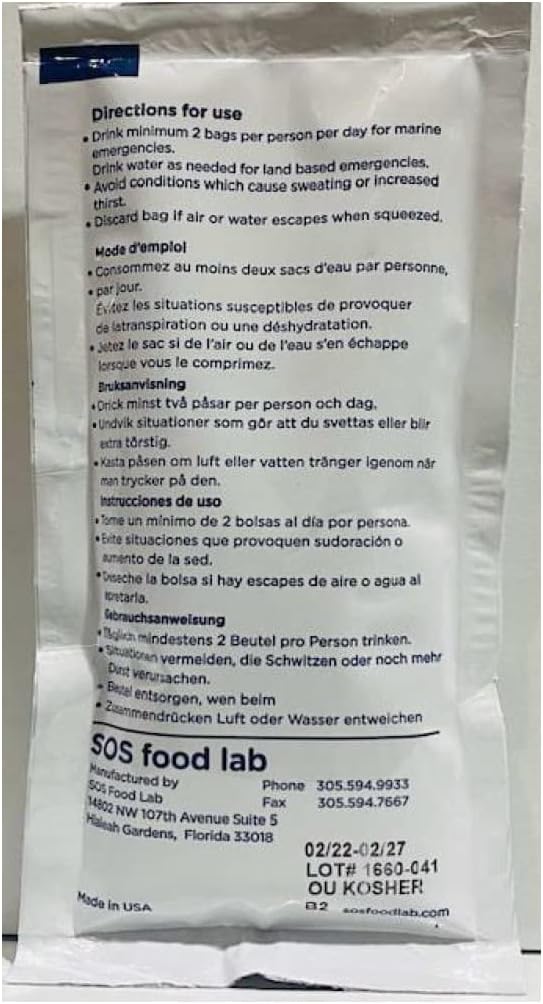 Directions for use
• Drink minimum 2 bags per person per day for marine
emergencies.
Drink water as needed for land based emergencies.
• Avoid conditions which cause sweating or increased
thirst.
• Discard bag if air or water escapes when squeezed.
Mode d'emploi
• Consommez au moins deux sacs d'eau par personne,
• par jour.
Évitez les situations susceptibles de provoquer
de latranspiration ou une déshydratation.
• Jetez le sac si de l'air ou de l'eau s'en échappe
lorsque vous le comprimez.
Bruksanvisning
• Drick minst två påsar per person och dag.
• Undvik situationer som gör att du svettas eller blir
extra törstig.
• Kasta påsen om luft eller vatten tränger igenom när
man trycker på den.
Instrucciones de uso
• Tome un mínimo de 2 bolsas al día por persona.
• Evite situaciones que provoquen sudoración o
aumento de la sed.
• Deseche la bolsa si hay escapes de aire o agua al
apretarla.
Gebrauchsanweisung
• Täglich mindestens 2 Beutel pro Person trinken.
• Situationen vermeiden, die Schwitzen oder noch mehr
Durst verursachen.
• Beutel entsorgen, wen beim
• Zusammendrücken Luft oder Wasser entweichen
SOS food lab
Manufactured by
SOS Food Lab
14802 NW 107th Avenue Suite 5
Hialeah Gardens, Florida 33018
Phone 305.594.9933
Fax 305.594.7667
02/22-02/27
LOT# 1660-041
OU KOSHER
B2 sosfoodlab.com
Made in USA